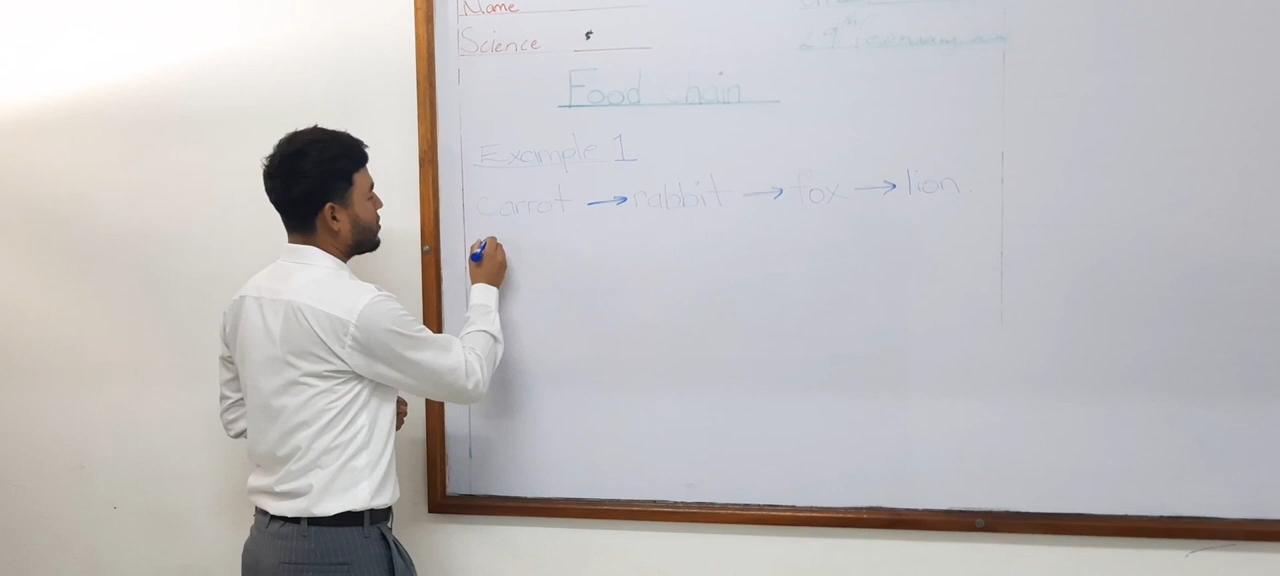 Name
Science
Food chain
Example 1
carrot → rabbit → fox → lion.